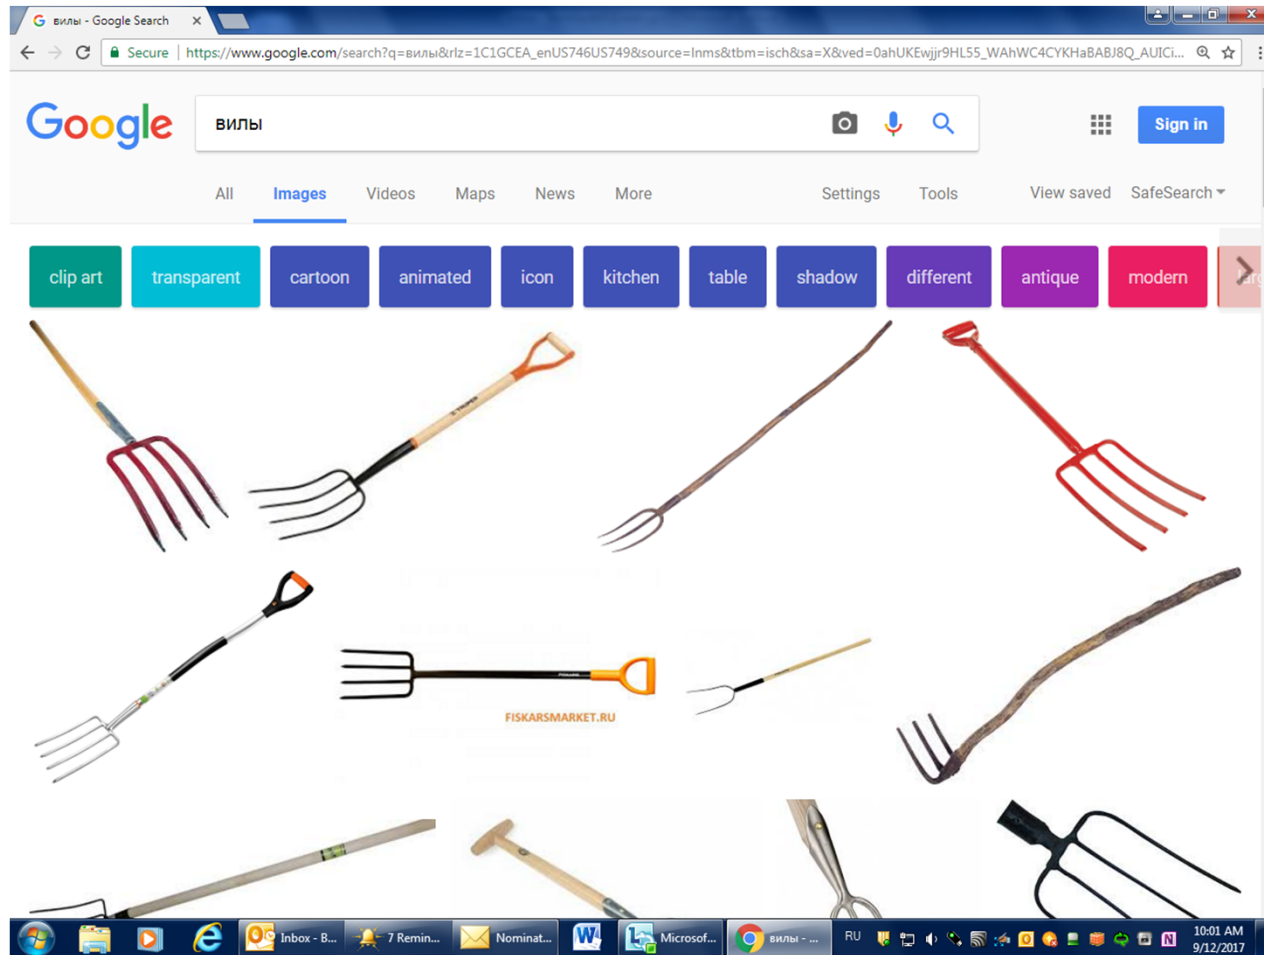 вилы - Google Search
Secure https://www.google.com/search?q=вилы&rlz=1C1GCEA_enUS746US749&source=lnms&tbm=isch&sa=X&ved=0ahUKEwjjr9HL55_WAhWC4CYKHaBABJ8Q_AUICi...
Google вилы Sign in
All Images Videos Maps News More Settings Tools View saved SafeSearch
clip art transparent cartoon animated icon kitchen table shadow different antique modern
TRUPER
FISKARS
FISKARSMARKET.RU
Inbox - B... 7 Remin... Nominat... Microsof... вилы - ... RU 10:01 AM
9/12/2017